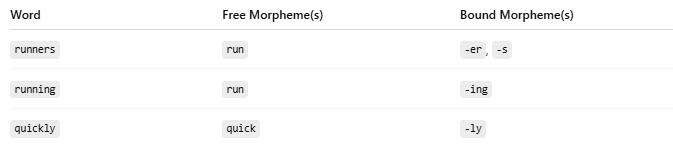 Word Free Morpheme(s) Bound Morpheme(s)
runners run -er, -s
running run -ing
quickly quick -ly